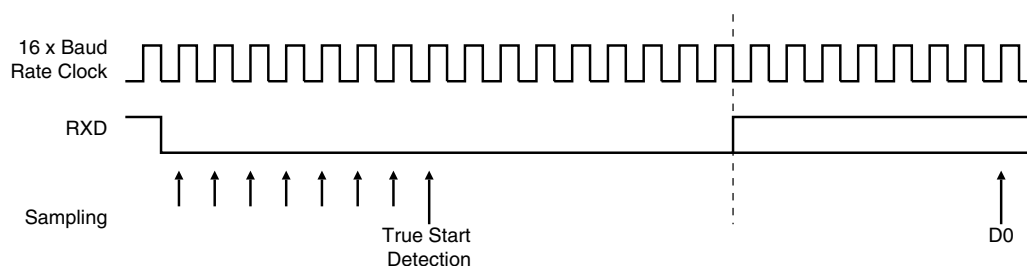 16 x Baud
Rate Clock
RXD
Sampling
True Start
Detection
D0